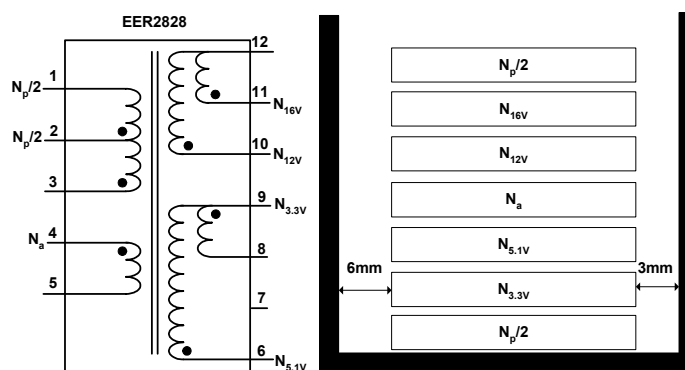 EER2828
12
1
Nₚ/2
11
N₁₆ᵥ
2
Nₚ/2
10
N₁₂ᵥ
3
9
N₃.₃ᵥ
4
Nₐ
8
5
7
6
N₅.₁ᵥ
Nₚ/2
N₁₆ᵥ
N₁₂ᵥ
Nₐ
N₅.₁ᵥ
6mm
3mm
N₃.₃ᵥ
Nₚ/2